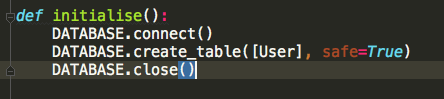 def initialise():
    DATABASE.connect()
    DATABASE.create_table([User], safe=True)
    DATABASE.close()